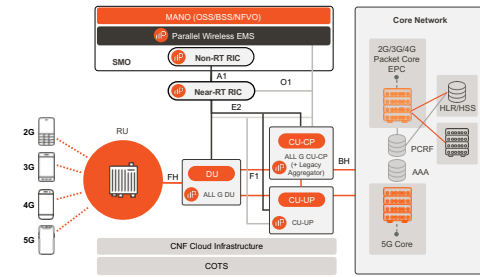 MANO (OSS/BSS/NFVO)
Parallel Wireless EMS
Non-RT RIC
SMO
A1
O1
Near-RT RIC
E2
Core Network
2G/3G/4G
Packet Core
EPC
HLR/HSS
PCRF
AAA
5G Core
2G
3G
4G
5G
RU
FH
DU
ALL G DU
F1
CU-CP
ALL G CU-CP
(+ Legacy
Aggregator)
BH
CU-UP
CU-UP
CNF Cloud Infrastructure
COTS